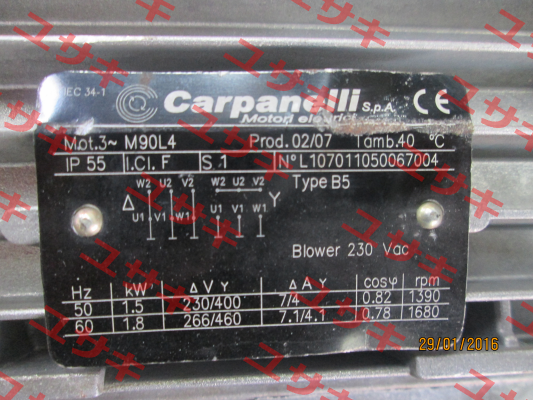 IEC 34-1
Carpanelli S.p.A. CE
Motori elettrici
Mot.3~ M90L4 Prod. 02/07 Tamb.40 °C
IP 55 I.Cl. F S 1 N°L107011050067004
W2 U2 V2 W2 U2 V2 Type B5
Δ Y
U1 V1 W1 U1 V1 W1
Blower 230 Vac
Hz kW Δ V Y Δ A Y cosφ rpm
50 1.5 230/400 7/4 0.82 1390
60 1.8 266/460 7.1/4.1 0.78 1680
29/01/2016
ユサキ